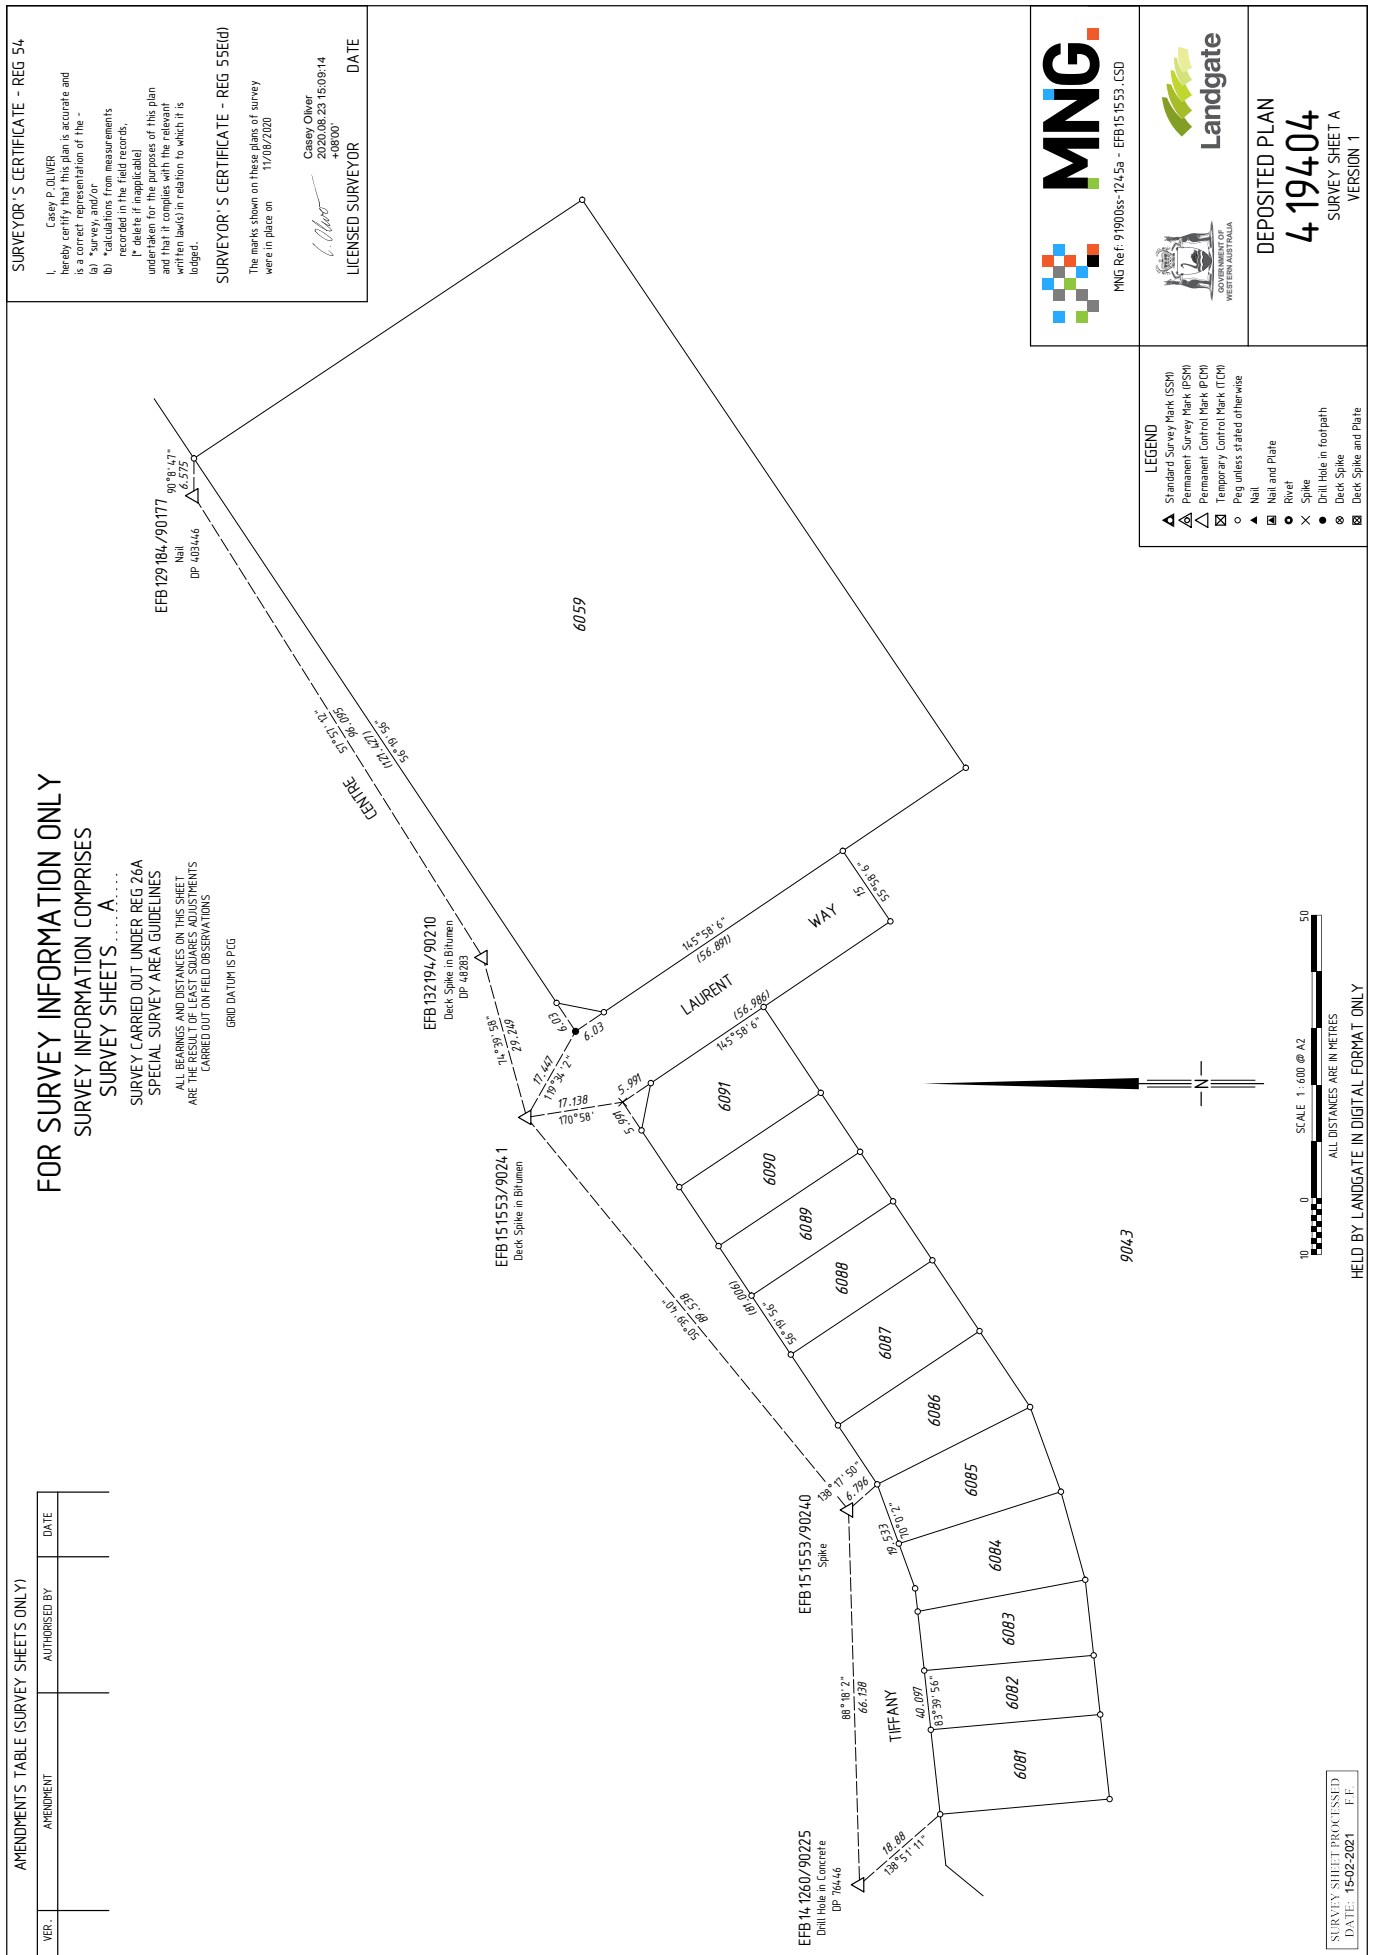 AMENDMENTS TABLE (SURVEY SHEETS ONLY)
VER.
AMENDMENT
AUTHORISED BY
DATE
FOR SURVEY INFORMATION ONLY
SURVEY INFORMATION COMPRISES
SURVEY SHEETS ...A.......
SURVEY CARRIED OUT UNDER REG 26A
SPECIAL SURVEY AREA GUIDELINES
ALL BEARINGS AND DISTANCES ON THIS SHEET
ARE THE RESULT OF LEAST SQUARES ADJUSTMENTS
CARRIED OUT ON FIELD OBSERVATIONS
GRID DATUM IS PCG
SURVEYOR'S CERTIFICATE - REG 54
I, Casey P.OLIVER
hereby certify that this plan is accurate and
is a correct representation of the -
(a) *survey, and/or
(b) *calculations from measurements
recorded in the field records,
[* delete if inapplicable]
undertaken for the purposes of this plan
and that it complies with the relevant
written law(s) in relation to which it is
lodged.
SURVEYOR'S CERTIFICATE - REG 55E(d)
The marks shown on these plans of survey
were in place on 11/08/2020
Casey Oliver
2020.08.23 15:09:14
+08'00'
LICENSED SURVEYOR DATE
EFB129184/90177
Nail
DP 403446
90°8'47"
6.575
57°51'12"
96.095
(121.427)
56°19'56"
CENTRE
6059
EFB132194/90210
Deck Spike in Bitumen
DP 48283
74°39'58"
29.249
17.447
119°34'2"
6.03
6.03
EFB151553/90241
Deck Spike in Bitumen
17.138
170°58'
5.991
5.991
145°58'6"
(56.891)
LAURENT
WAY
15
55°58'6"
(56.986)
145°58'6"
6091
6090
6089
6088
6087
6086
6085
6084
6083
6082
6081
(81.006)
56°19'56"
50°39'40"
89.538
EFB151553/90240
Spike
138°17'50"
6.796
19.533
70°0'2"
88°18'2"
66.138
TIFFANY
40.097
83°39'56"
EFB141260/90225
Drill Hole in Concrete
DP 76446
18.88
138°51'11"
9043
N
SCALE 1:600 @ A2
10 0 50
ALL DISTANCES ARE IN METRES
HELD BY LANDGATE IN DIGITAL FORMAT ONLY
SURVEY SHEET PROCESSED
DATE: 15-02-2021 F.F.
LEGEND
Standard Survey Mark (SSM)
Permanent Survey Mark (PSM)
Permanent Control Mark (PCM)
Temporary Control Mark (TCM)
Peg unless stated otherwise
Nail
Nail and Plate
Rivet
Spike
Drill Hole in footpath
Deck Spike
Deck Spike and Plate
MNG
MNG Ref: 91900ss-1245a - EFB151553.CSD
GOVERNMENT OF
WESTERN AUSTRALIA
Landgate
DEPOSITED PLAN
419404
SURVEY SHEET A
VERSION 1